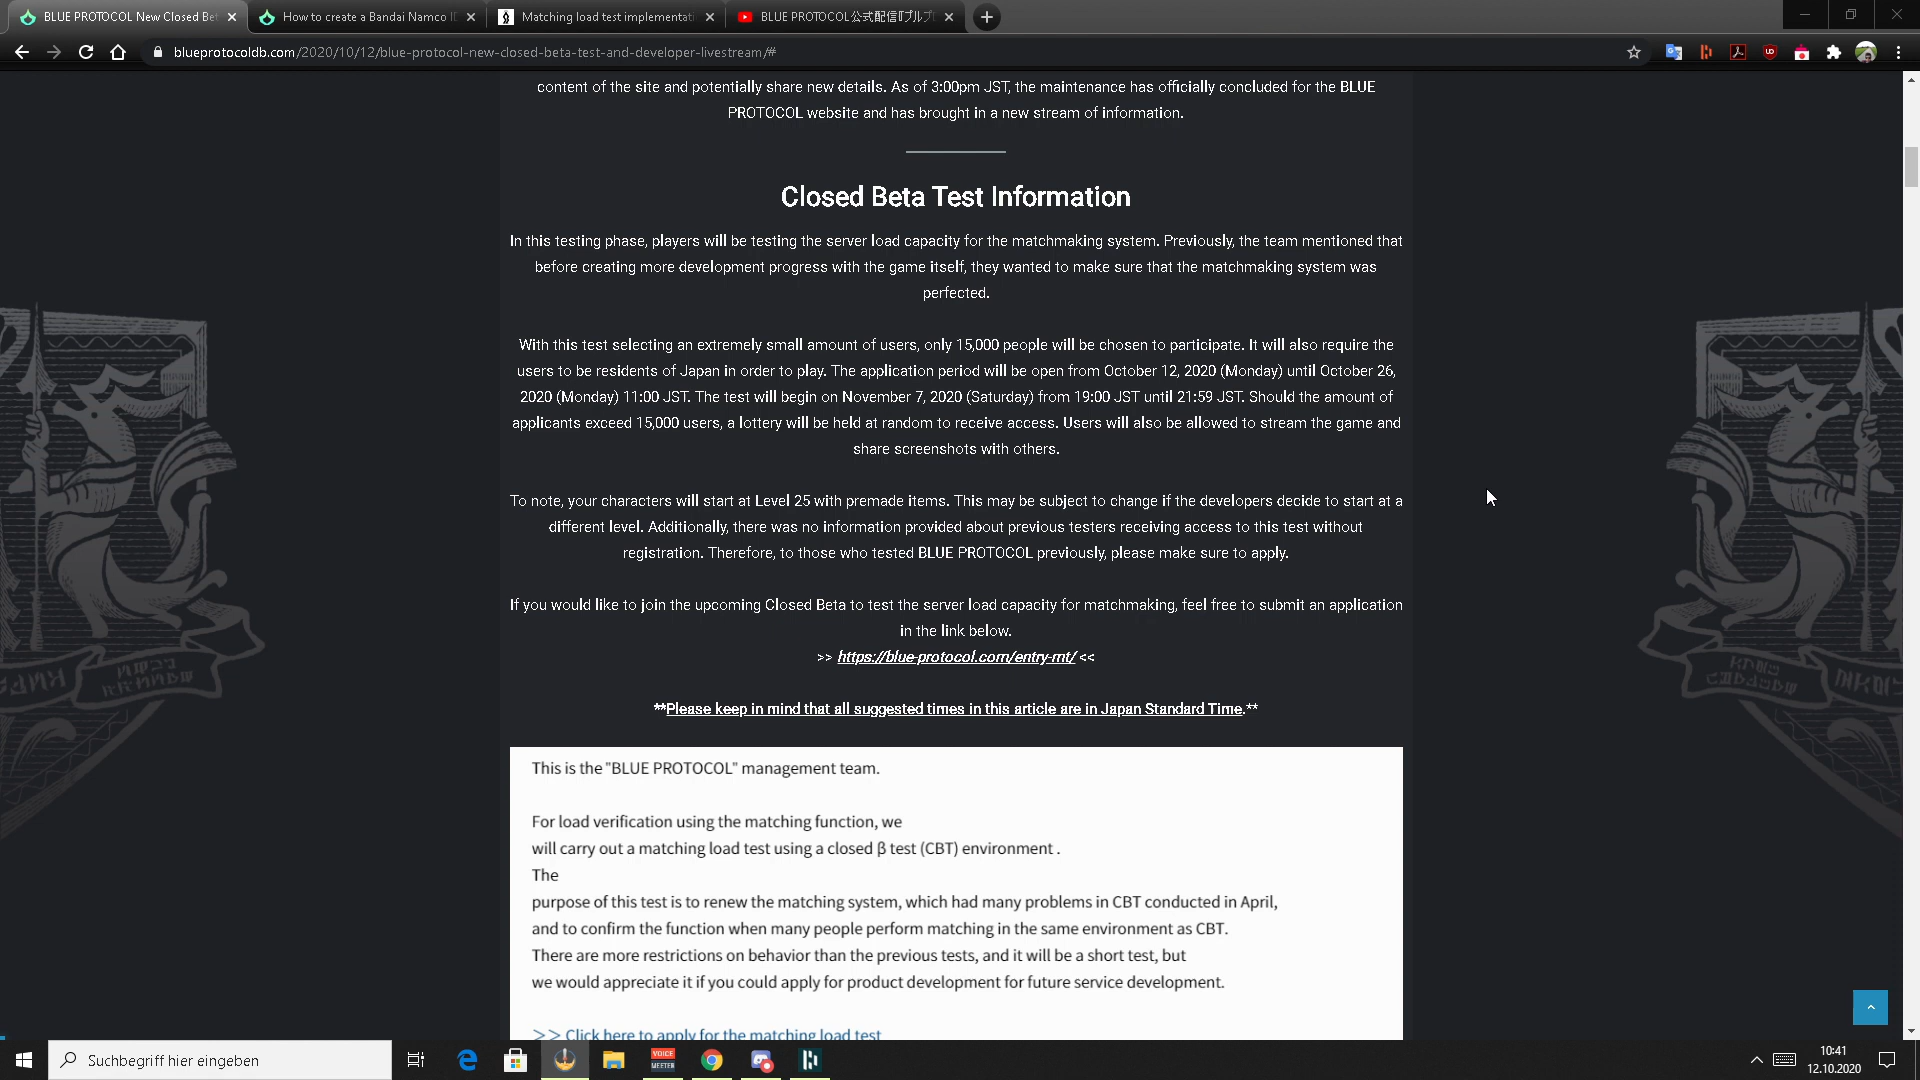 BLUE PROTOCOL New Closed Be
How to create a Bandai Namco I
Matching load test implementati
BLUE PROTOCOL公式配信『ブルプ
blueprotocoldb.com/2020/10/12/blue-protocol-new-closed-beta-test-and-developer-livestream/#
content of the site and potentially share new details. As of 3:00pm JST, the maintenance has officially concluded for the BLUE
PROTOCOL website and has brought in a new stream of information.
Closed Beta Test Information
In this testing phase, players will be testing the server load capacity for the matchmaking system. Previously, the team mentioned that
before creating more development progress with the game itself, they wanted to make sure that the matchmaking system was
perfected.
With this test selecting an extremely small amount of users, only 15,000 people will be chosen to participate. It will also require the
users to be residents of Japan in order to play. The application period will be open from October 12, 2020 (Monday) until October 26,
2020 (Monday) 11:00 JST. The test will begin on November 7, 2020 (Saturday) from 19:00 JST until 21:59 JST. Should the amount of
applicants exceed 15,000 users, a lottery will be held at random to receive access. Users will also be allowed to stream the game and
share screenshots with others.
To note, your characters will start at Level 25 with premade items. This may be subject to change if the developers decide to start at a
different level. Additionally, there was no information provided about previous testers receiving access to this test without
registration. Therefore, to those who tested BLUE PROTOCOL previously, please make sure to apply.
If you would like to join the upcoming Closed Beta to test the server load capacity for matchmaking, feel free to submit an application
in the link below.
>> https://blue-protocol.com/entry-mt/ <<
**Please keep in mind that all suggested times in this article are in Japan Standard Time.**
This is the "BLUE PROTOCOL" management team.
For load verification using the matching function, we
will carry out a matching load test using a closed β test (CBT) environment .
The
purpose of this test is to renew the matching system, which had many problems in CBT conducted in April,
and to confirm the function when many people perform matching in the same environment as CBT.
There are more restrictions on behavior than the previous tests, and it will be a short test, but
we would appreciate it if you could apply for product development for future service development.
>> Click here to apply for the matching load test
Suchbegriff hier eingeben
VOICE
MEETER
10:41
12.10.2020